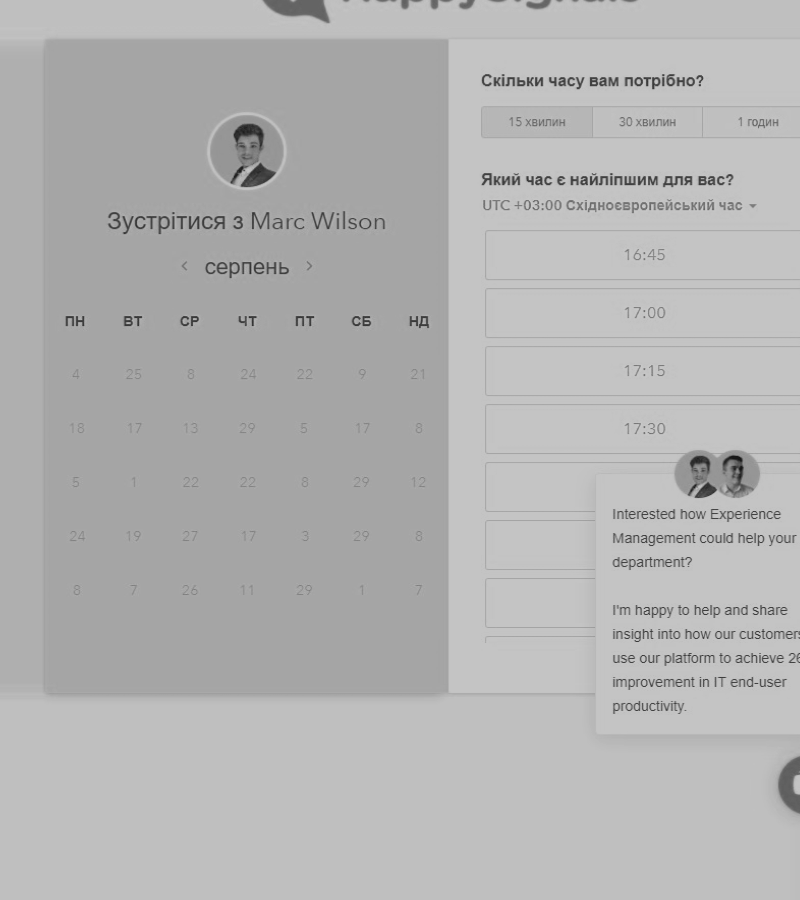 HappySignals
Зустрітися з Marc Wilson
серпень
ПН ВТ СР ЧТ ПТ СБ НД
4 25 8 24 22 9 21
18 17 13 29 5 17 8
5 1 22 22 8 29 12
24 19 27 17 3 29 8
8 7 26 11 29 1 7
Скільки часу вам потрібно?
15 хвилин 30 хвилин 1 годин
Який час є найліпшим для вас?
UTC +03:00 Східноєвропейський час
16:45
17:00
17:15
17:30
Interested how Experience
Management could help your
department?
I'm happy to help and share
insight into how our customers
use our platform to achieve 26
improvement in IT end-user
productivity.